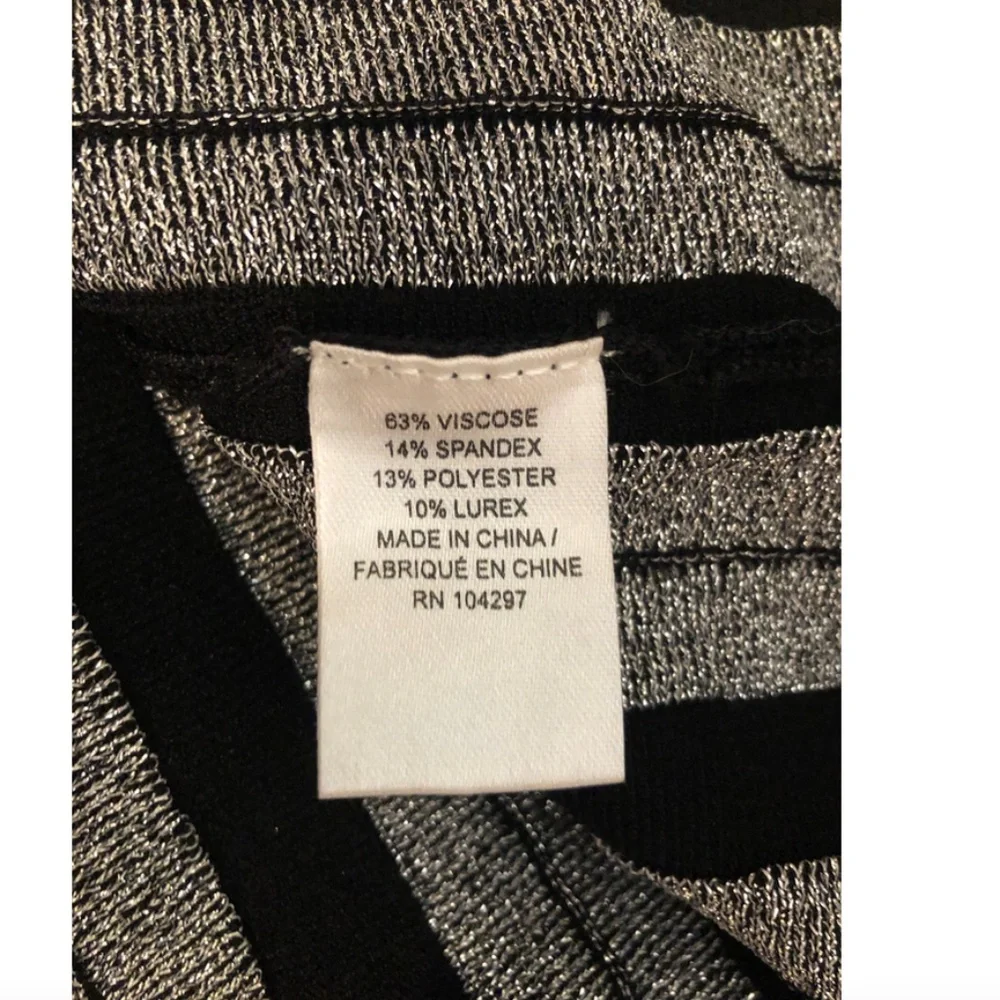 63% VISCOSE
14% SPANDEX
13% POLYESTER
10% LUREX
MADE IN CHINA /
FABRIQUÉ EN CHINE
RN 104297